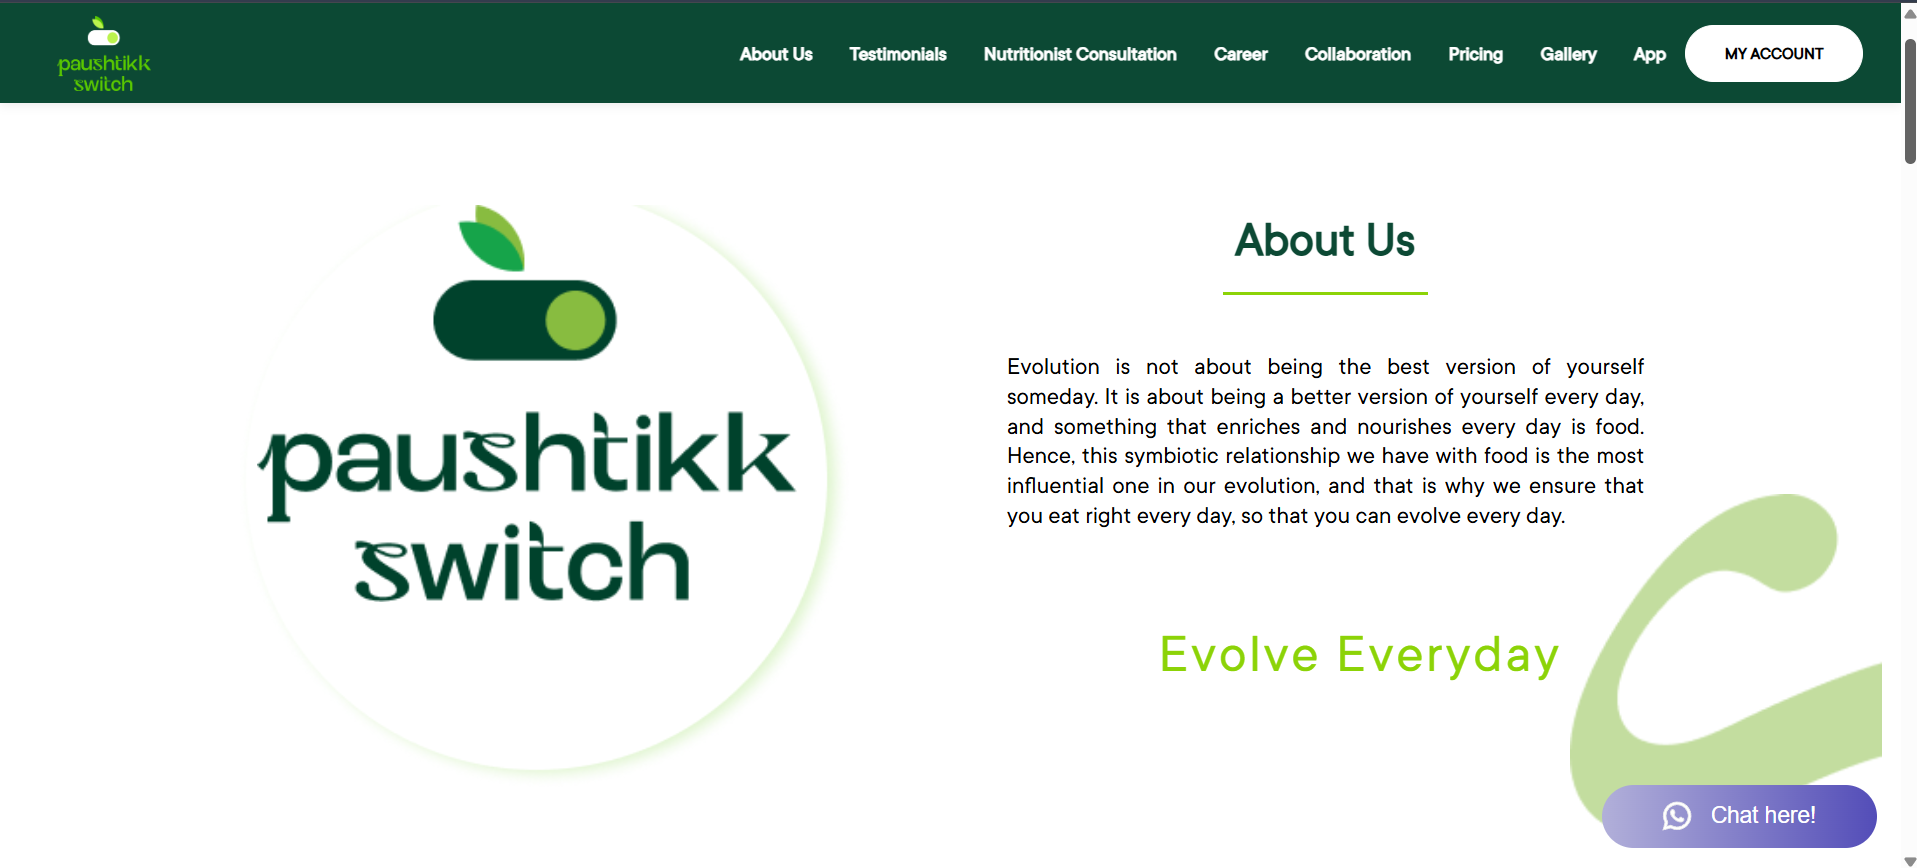 paushtikk
switch
About Us
Testimonials
Nutritionist Consultation
Career
Collaboration
Pricing
Gallery
App
MY ACCOUNT
paushtikk
switch
About Us
Evolution is not about being the best version of yourself
someday. It is about being a better version of yourself every day,
and something that enriches and nourishes every day is food.
Hence, this symbiotic relationship we have with food is the most
influential one in our evolution, and that is why we ensure that
you eat right every day, so that you can evolve every day.
Evolve Everyday
Chat here!